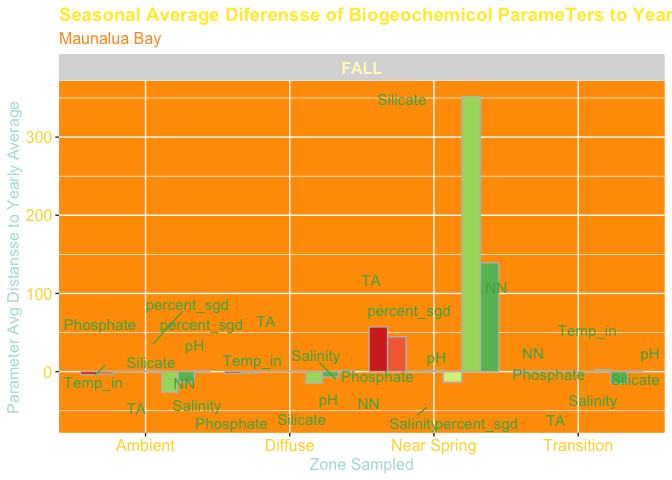 Seasonal Average Diferensse of Biogeochemicol ParameTers to Year
Maunalua Bay
FALL
Parameter Avg Distansse to Yearly Average
300
200
100
0
Silicate
TA
NN
percent_sgd
TA
percent_sgd
Phosphate
percent_sgd
Temp_in
pH
Silicate
Temp_in
Salinity
pH
NN
pH
Temp_in
NN
Phosphate
Phosphate
Silicate
TA
Salinity
pH
NN
Salinity
Phosphate
Silicate
Salinity
percent_sgd
TA
Ambient
Diffuse
Near Spring
Transition
Zone Sampled